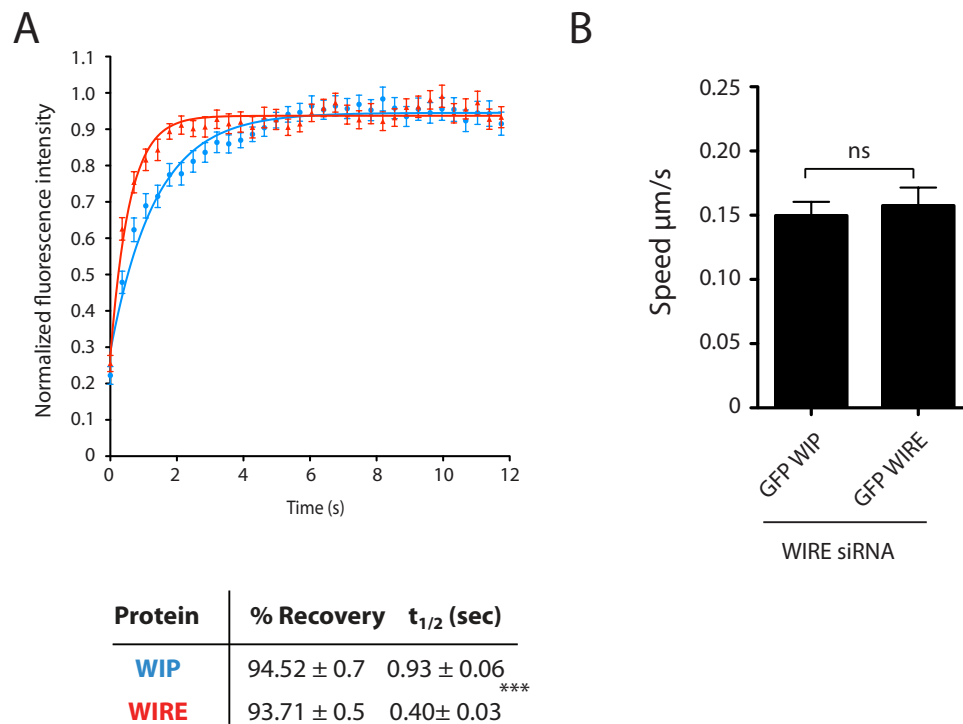 A
Normalized fluorescence intensity
1.1
1.0
0.9
0.8
0.7
0.6
0.5
0.4
0.3
0.2
0.1
0
0 2 4 6 8 10 12
Time (s)
Protein % Recovery t1/2 (sec)
WIP 94.52 ± 0.7 0.93 ± 0.06
***
WIRE 93.71 ± 0.5 0.40± 0.03
B
Speed µm/s
0.25
0.20
0.15
0.10
0.05
0
ns
GFP WIP
GFP WIRE
WIRE siRNA